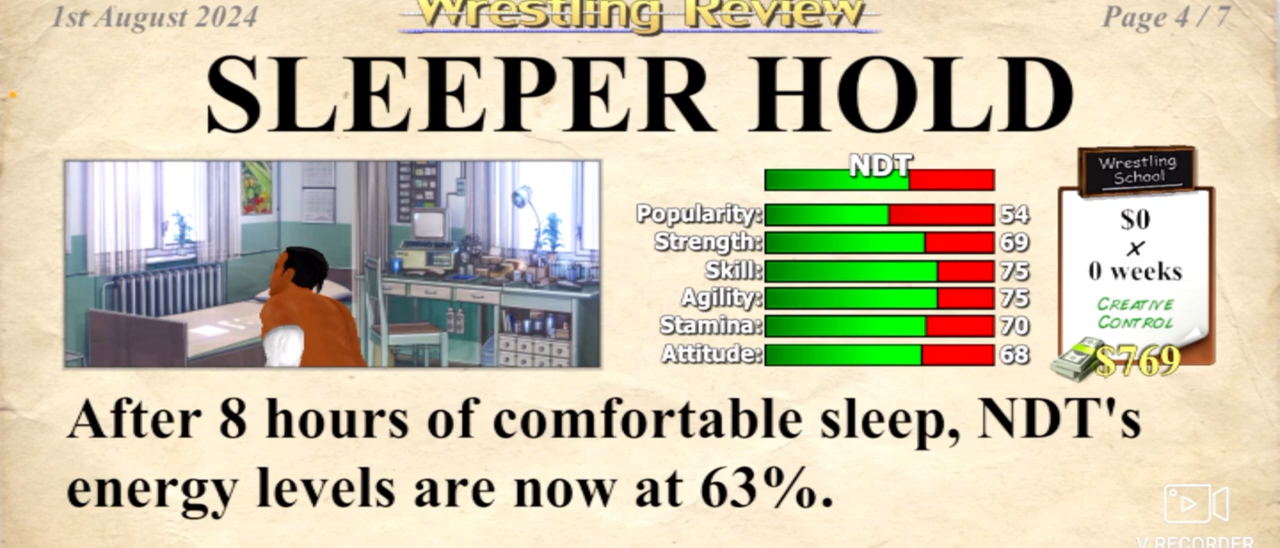 1st August 2024
Wrestling Review
Page 4 / 7
SLEEPER HOLD
NDT
Popularity: 54
Strength: 69
Skill: 75
Agility: 75
Stamina: 70
Attitude: 68
Wrestling
School
$0
x
0 weeks
CREATIVE
CONTROL
$769
After 8 hours of comfortable sleep, NDT's
energy levels are now at 63%.
V RECORDER